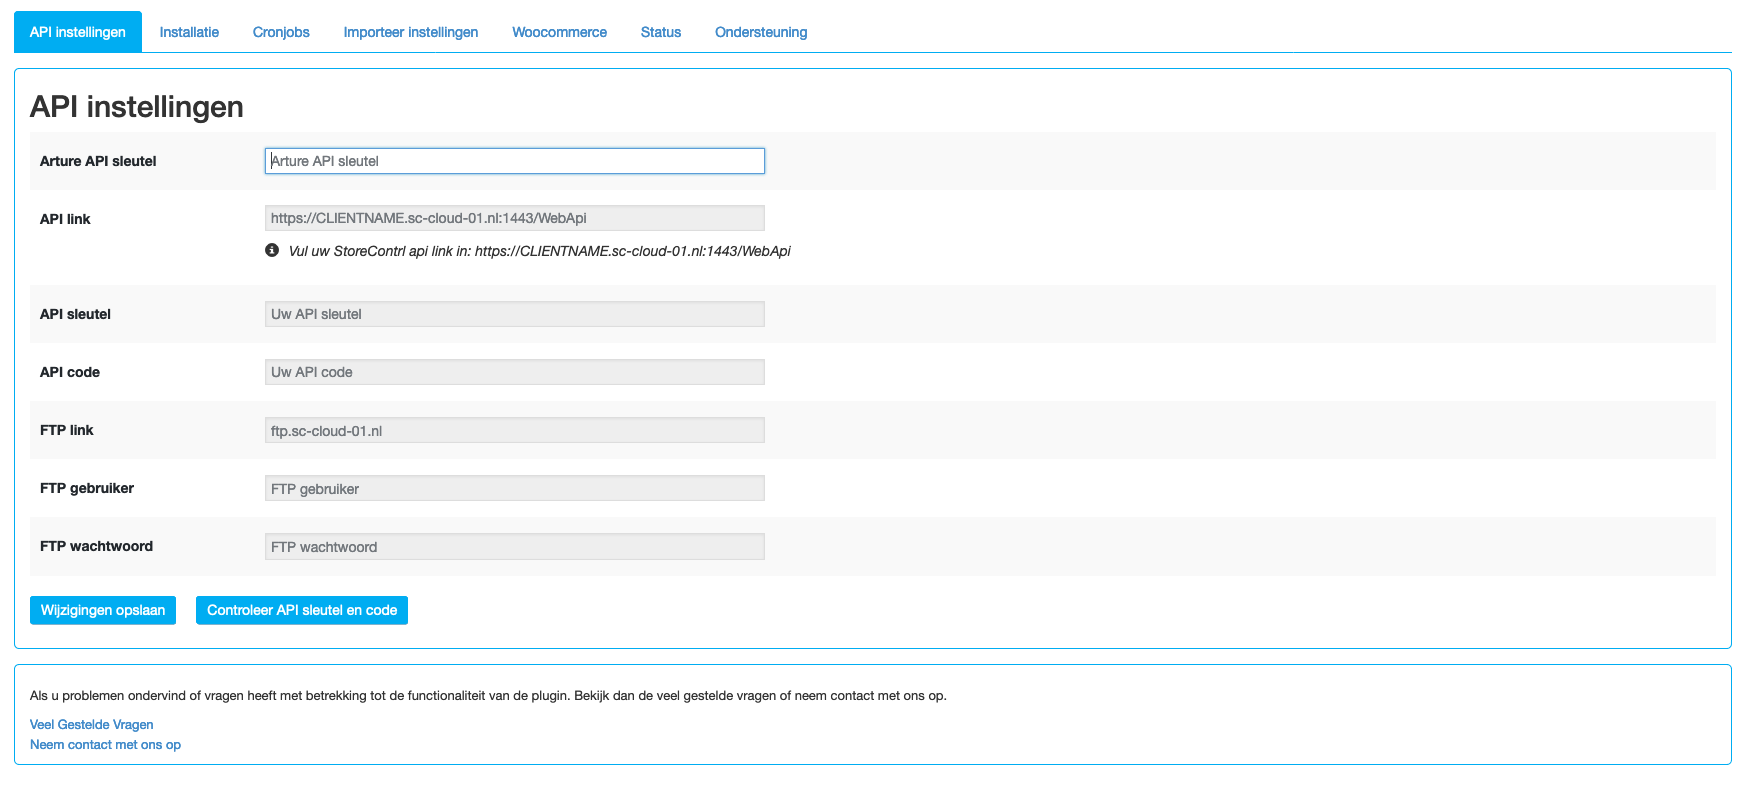 API instellingen Installatie Cronjobs Importeer instellingen Woocommerce Status Ondersteuning
API instellingen
Arture API sleutel Arture API sleutel
API link https://CLIENTNAME.sc-cloud-01.nl:1443/WebApi
Vul uw StoreContrl api link in: https://CLIENTNAME.sc-cloud-01.nl:1443/WebApi
API sleutel Uw API sleutel
API code Uw API code
FTP link ftp.sc-cloud-01.nl
FTP gebruiker FTP gebruiker
FTP wachtwoord FTP wachtwoord
Wijzigingen opslaan Controleer API sleutel en code
Als u problemen ondervind of vragen heeft met betrekking tot de functionaliteit van de plugin. Bekijk dan de veel gestelde vragen of neem contact met ons op.
Veel Gestelde Vragen
Neem contact met ons op